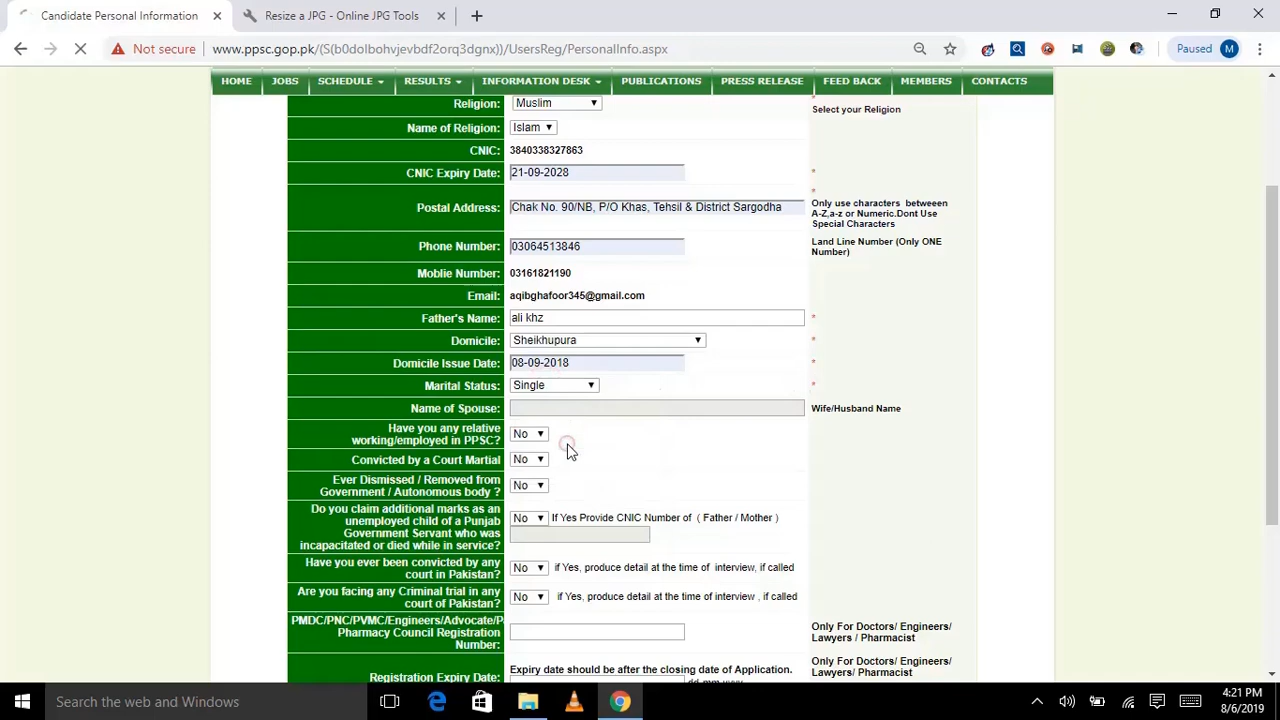 Candidate Personal Information
Resize a JPG - Online JPG Tools
Not secure
www.ppsc.gop.pk/(S(b0dolbohvjevbdf2orq3dgnx))/UsersReg/PersonalInfo.aspx
Paused M
HOME JOBS SCHEDULE RESULTS INFORMATION DESK PUBLICATIONS PRESS RELEASE FEED BACK MEMBERS CONTACTS
Religion: Muslim *
Select your Religion
Name of Religion: Islam
CNIC: 3840338327863
CNIC Expiry Date: 21-09-2028 *
Postal Address: Chak No. 90/NB, P/O Khas, Tehsil & District Sargodha *
Only use characters betweeen
A-Z,a-z or Numeric.Dont Use
Special Characters
Phone Number: 03064513846
Land Line Number (Only ONE
Number)
Moblie Number: 03161821190
Email: aqibghafoor345@gmail.com
Father's Name: ali khz *
Domicile: Sheikhupura *
Domicile Issue Date: 08-09-2018 *
Marital Status: Single *
Name of Spouse: Wife/Husband Name
Have you any relative
working/employed in PPSC? No
Convicted by a Court Martial No
Ever Dismissed / Removed from
Government / Autonomous body ? No
Do you claim additional marks as an
unemployed child of a Punjab
Government Servant who was
incapacitated or died while in service?
No If Yes Provide CNIC Number of ( Father / Mother )
Have you ever been convicted by any
court in Pakistan?
No if Yes, produce detail at the time of interview, if called
Are you facing any Criminal trial in any
court of Pakistan?
No if Yes, produce detail at the time of interview , if called
PMDC/PNC/PVMC/Engineers/Advocate/P
Pharmacy Council Registration
Number:
Only For Doctors/ Engineers/
Lawyers / Pharmacist
Registration Expiry Date:
Expiry date should be after the closing date of Application.
dd-mm-yyyy
Only For Doctors/ Engineers/
Lawyers / Pharmacist
Search the web and Windows
4:21 PM
8/6/2019